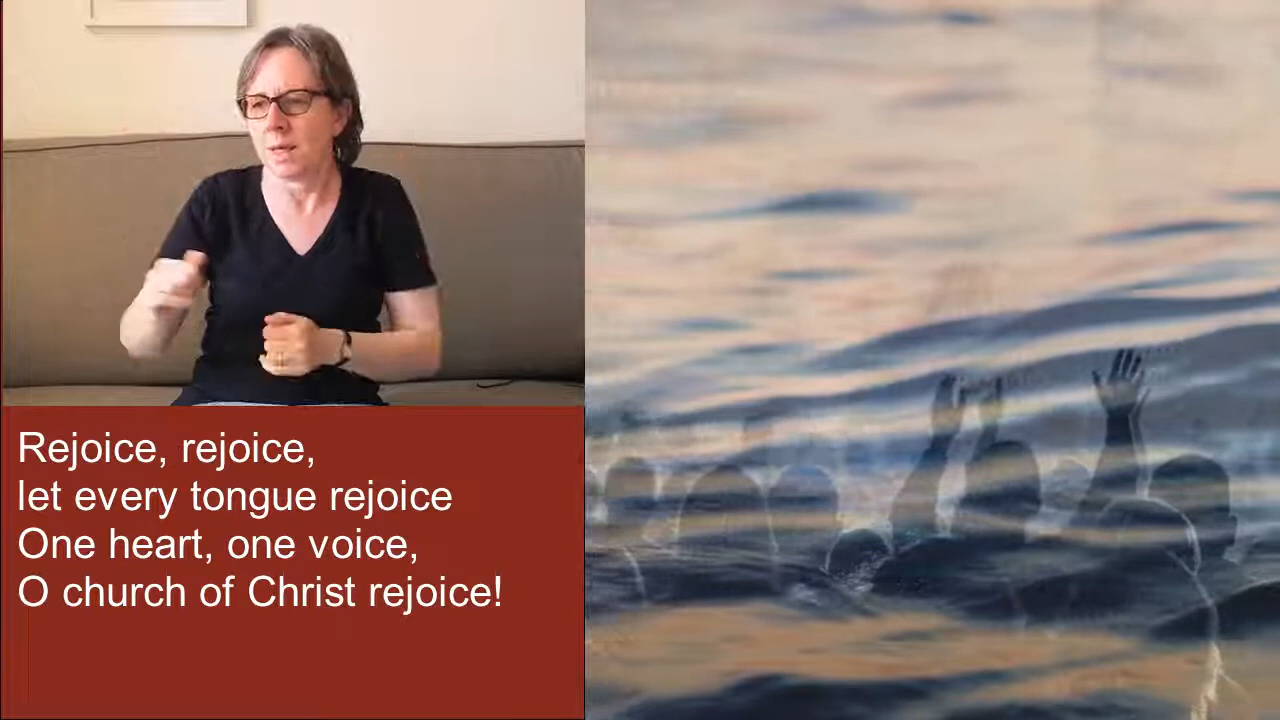 Rejoice, rejoice,
let every tongue rejoice
One heart, one voice,
O church of Christ rejoice!